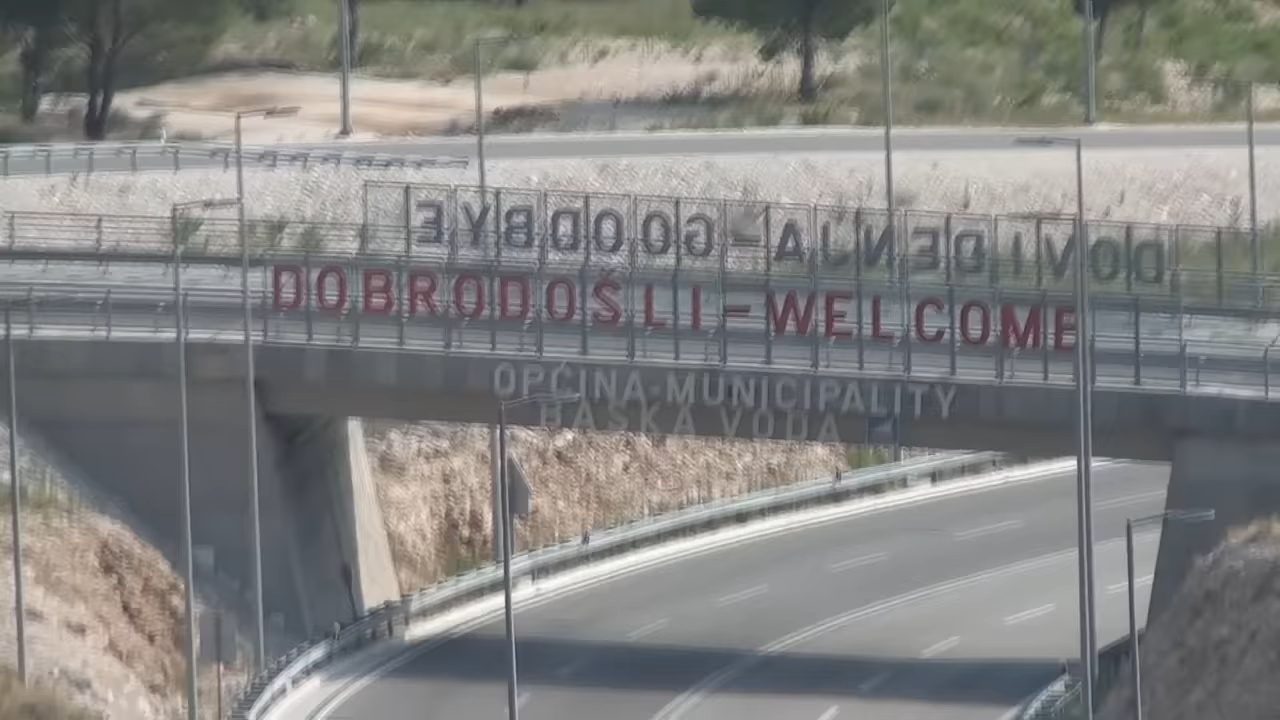 DOVIĐENJA - GOODBYE
DOBRODOŠLI - WELCOME
OPĆINA·MUNICIPALITY
BAŠKA VODA